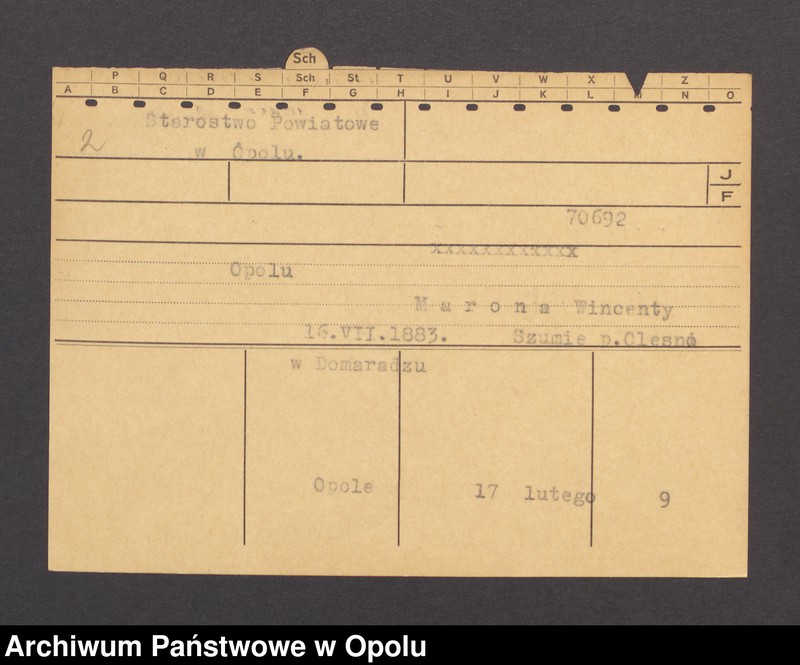 Sch
P Q R S Sch St T U V W X Z
A B C D E F G H I J K L M N O
2
Starostwo Powiatowe
w Opolu.
J
F
70692
xxxxxxxxxxxx
Opolu
Marona Wincenty
16.VII.1883. Szumie p.Olesno
w Domaradzu
Opole 17 lutego 9
Archiwum Państwowe w Opolu